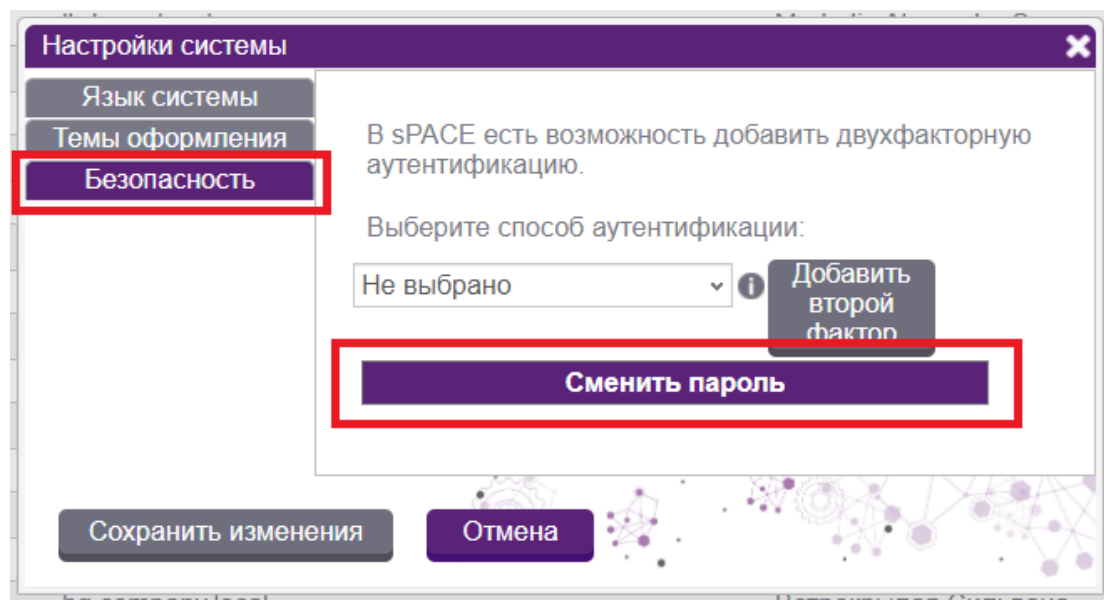 Настройки системы
Язык системы
Темы оформления
Безопасность
В sPACE есть возможность добавить двухфакторную
аутентификацию.
Выберите способ аутентификации:
Не выбрано
Добавить
второй
фактор
Сменить пароль
Сохранить изменения
Отмена